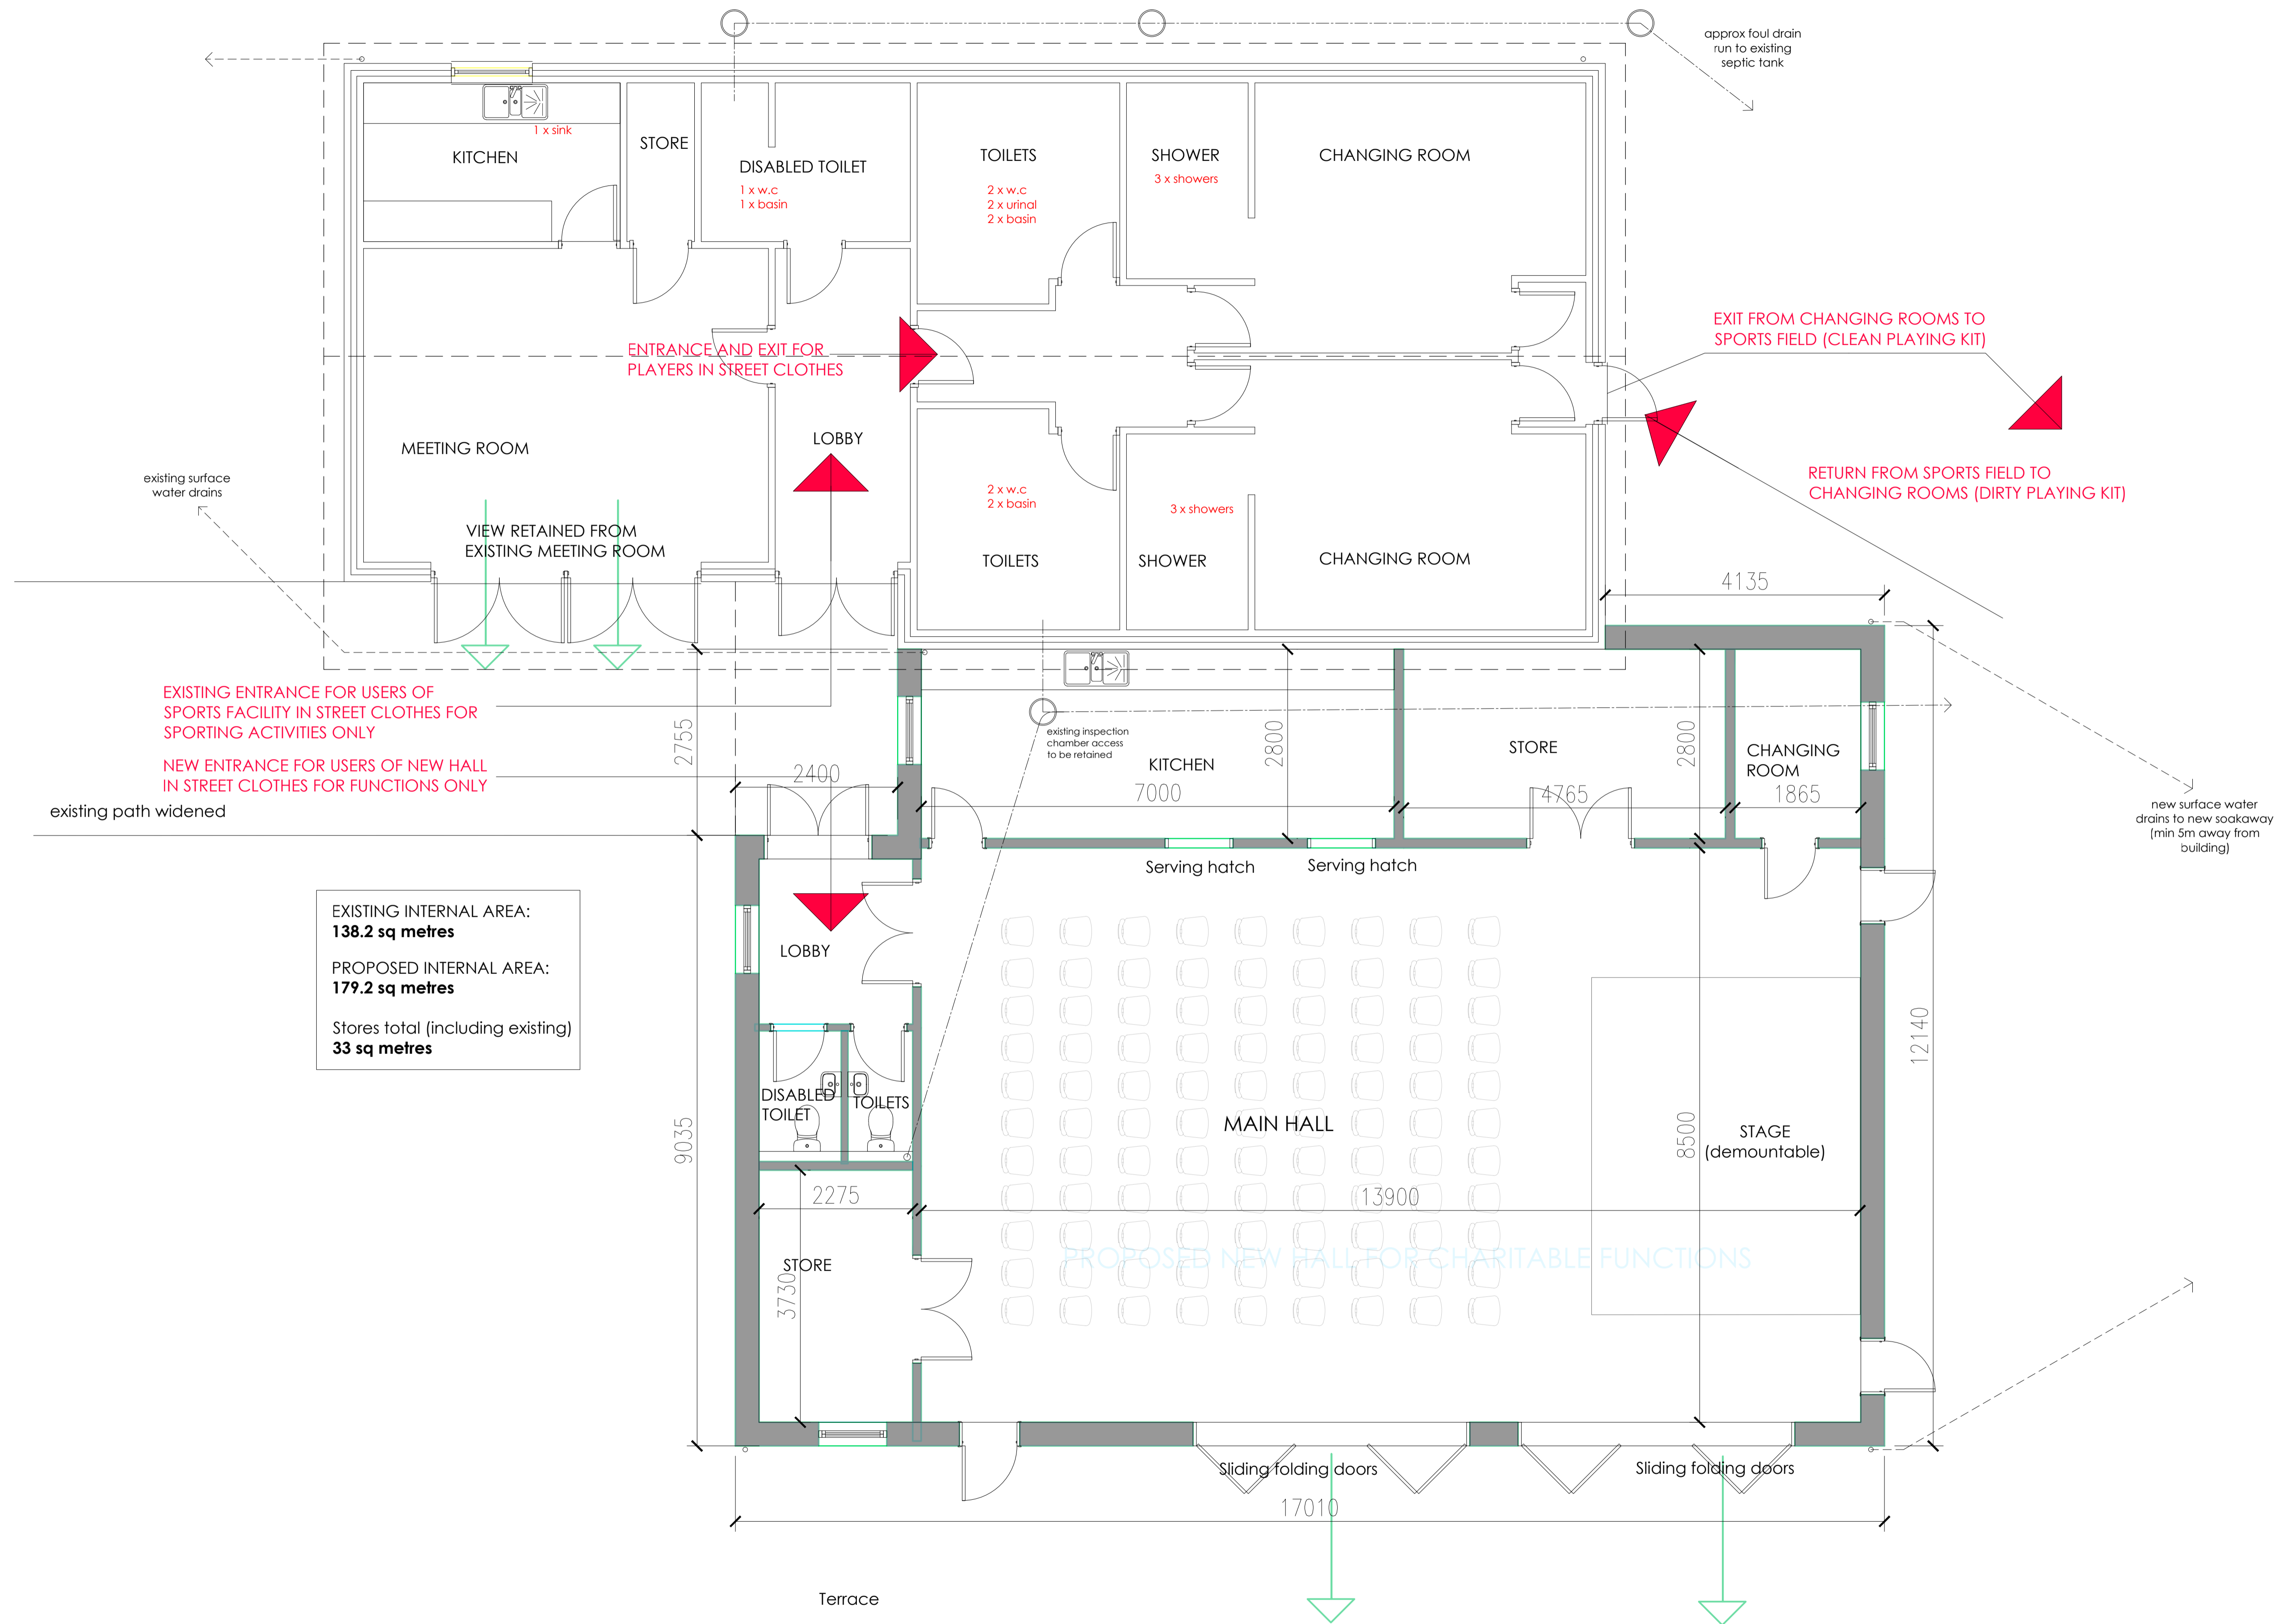 approx foul drain
run to existing
septic tank
1 x sink
KITCHEN
STORE
DISABLED TOILET
1 x w.c
1 x basin
TOILETS
2 x w.c
2 x urinal
2 x basin
SHOWER
3 x showers
CHANGING ROOM
EXIT FROM CHANGING ROOMS TO
SPORTS FIELD (CLEAN PLAYING KIT)
ENTRANCE AND EXIT FOR
PLAYERS IN STREET CLOTHES
LOBBY
MEETING ROOM
existing surface
water drains
RETURN FROM SPORTS FIELD TO
CHANGING ROOMS (DIRTY PLAYING KIT)
2 x w.c
2 x basin
3 x showers
VIEW RETAINED FROM
EXISTING MEETING ROOM
TOILETS
SHOWER
CHANGING ROOM
4135
EXISTING ENTRANCE FOR USERS OF
SPORTS FACILITY IN STREET CLOTHES FOR
SPORTING ACTIVITIES ONLY
NEW ENTRANCE FOR USERS OF NEW HALL
IN STREET CLOTHES FOR FUNCTIONS ONLY
existing path widened
2755
2400
existing inspection
chamber access
to be retained
KITCHEN
2800
7000
STORE
2800
4765
CHANGING
ROOM
1865
new surface water
drains to new soakaway
(min 5m away from
building)
Serving hatch
Serving hatch
EXISTING INTERNAL AREA:
138.2 sq metres
PROPOSED INTERNAL AREA:
179.2 sq metres
Stores total (including existing)
33 sq metres
LOBBY
12140
DISABLED
TOILET
TOILETS
9035
MAIN HALL
8500
STAGE
(demountable)
2275
13900
STORE
3730
PROPOSED NEW HALL FOR CHARITABLE FUNCTIONS
Sliding folding doors
Sliding folding doors
17010
Terrace